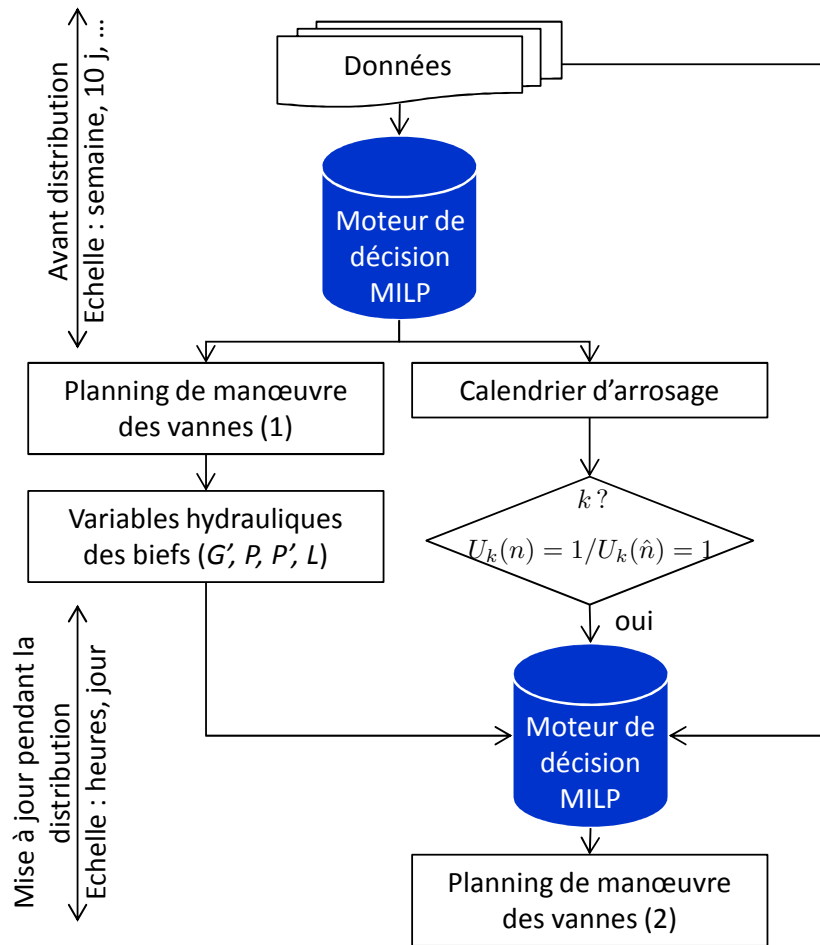 Avant distribution
Echelle : semaine, 10 j, ...
Données
Moteur de
décision
MILP
Planning de manœuvre
des vannes (1)
Calendrier d'arrosage
Variables hydrauliques
des biefs (G', P, P', L)
k ?
U_k(n) = 1/U_k(n̂) = 1
oui
Mise à jour pendant la
distribution
Echelle : heures, jour
Moteur de
décision
MILP
Planning de manœuvre
des vannes (2)